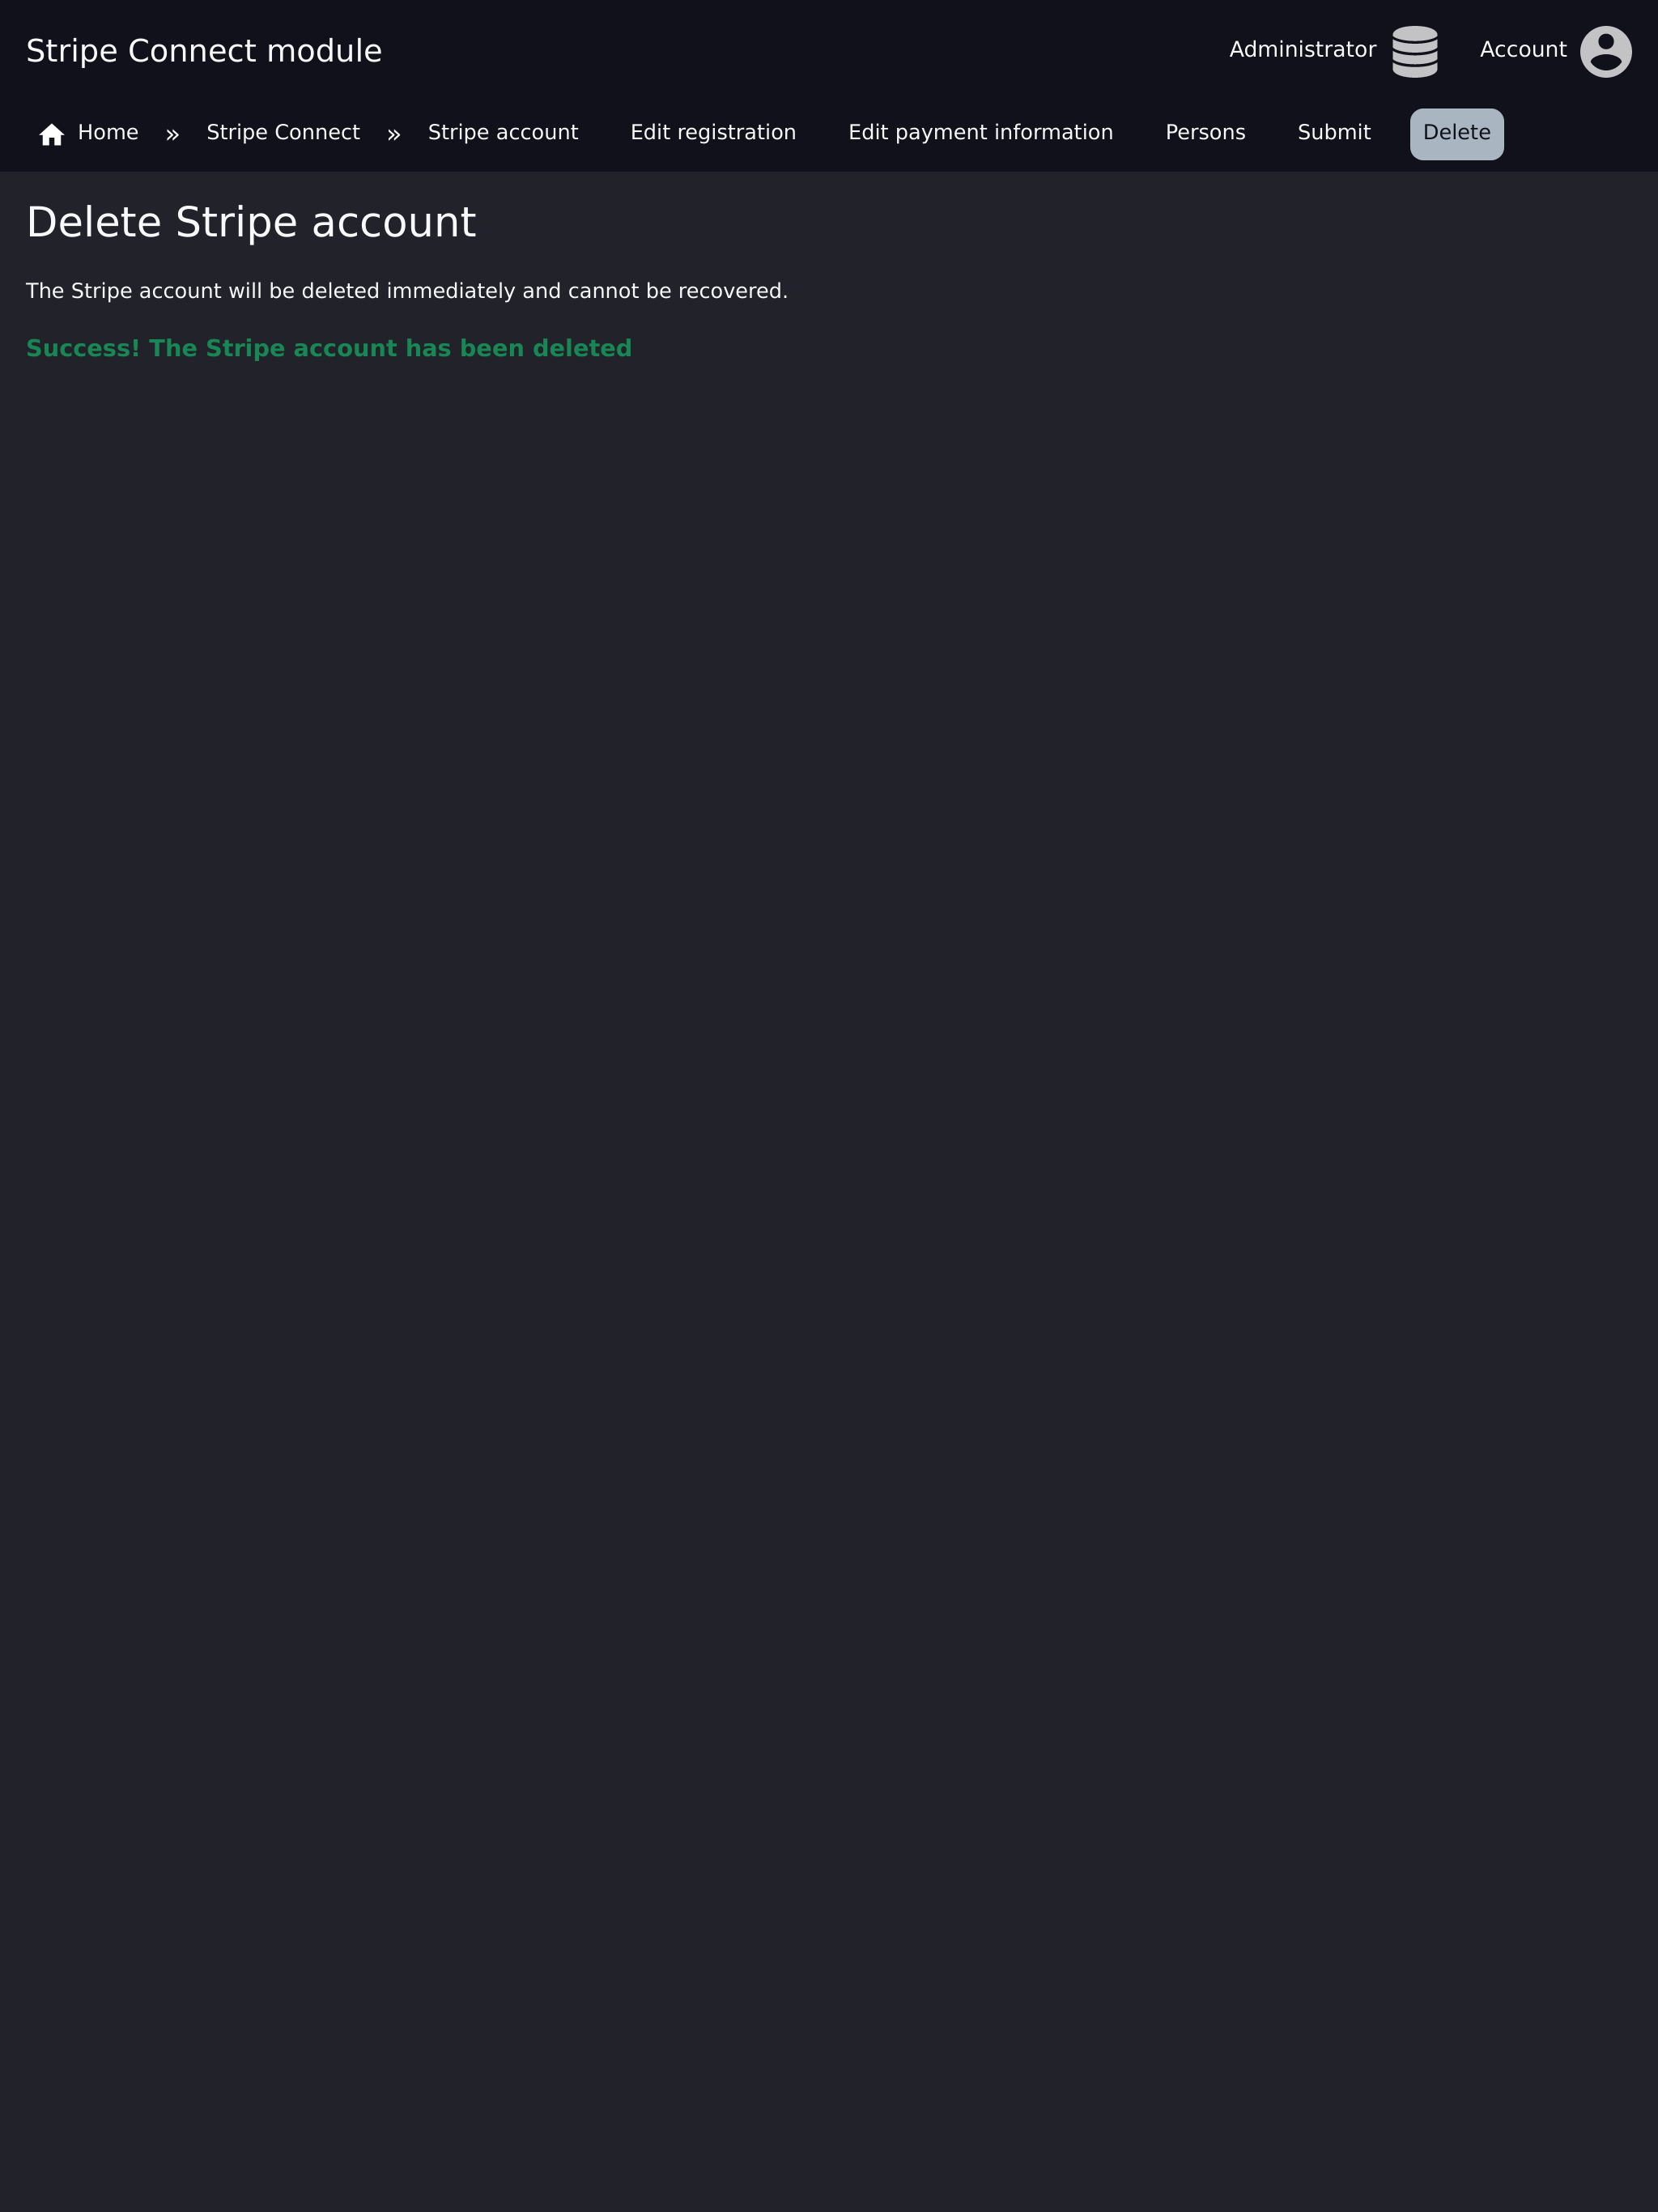 Stripe Connect module
Administrator
Account
Home » Stripe Connect » Stripe account Edit registration Edit payment information Persons Submit Delete
Delete Stripe account
The Stripe account will be deleted immediately and cannot be recovered.
Success! The Stripe account has been deleted